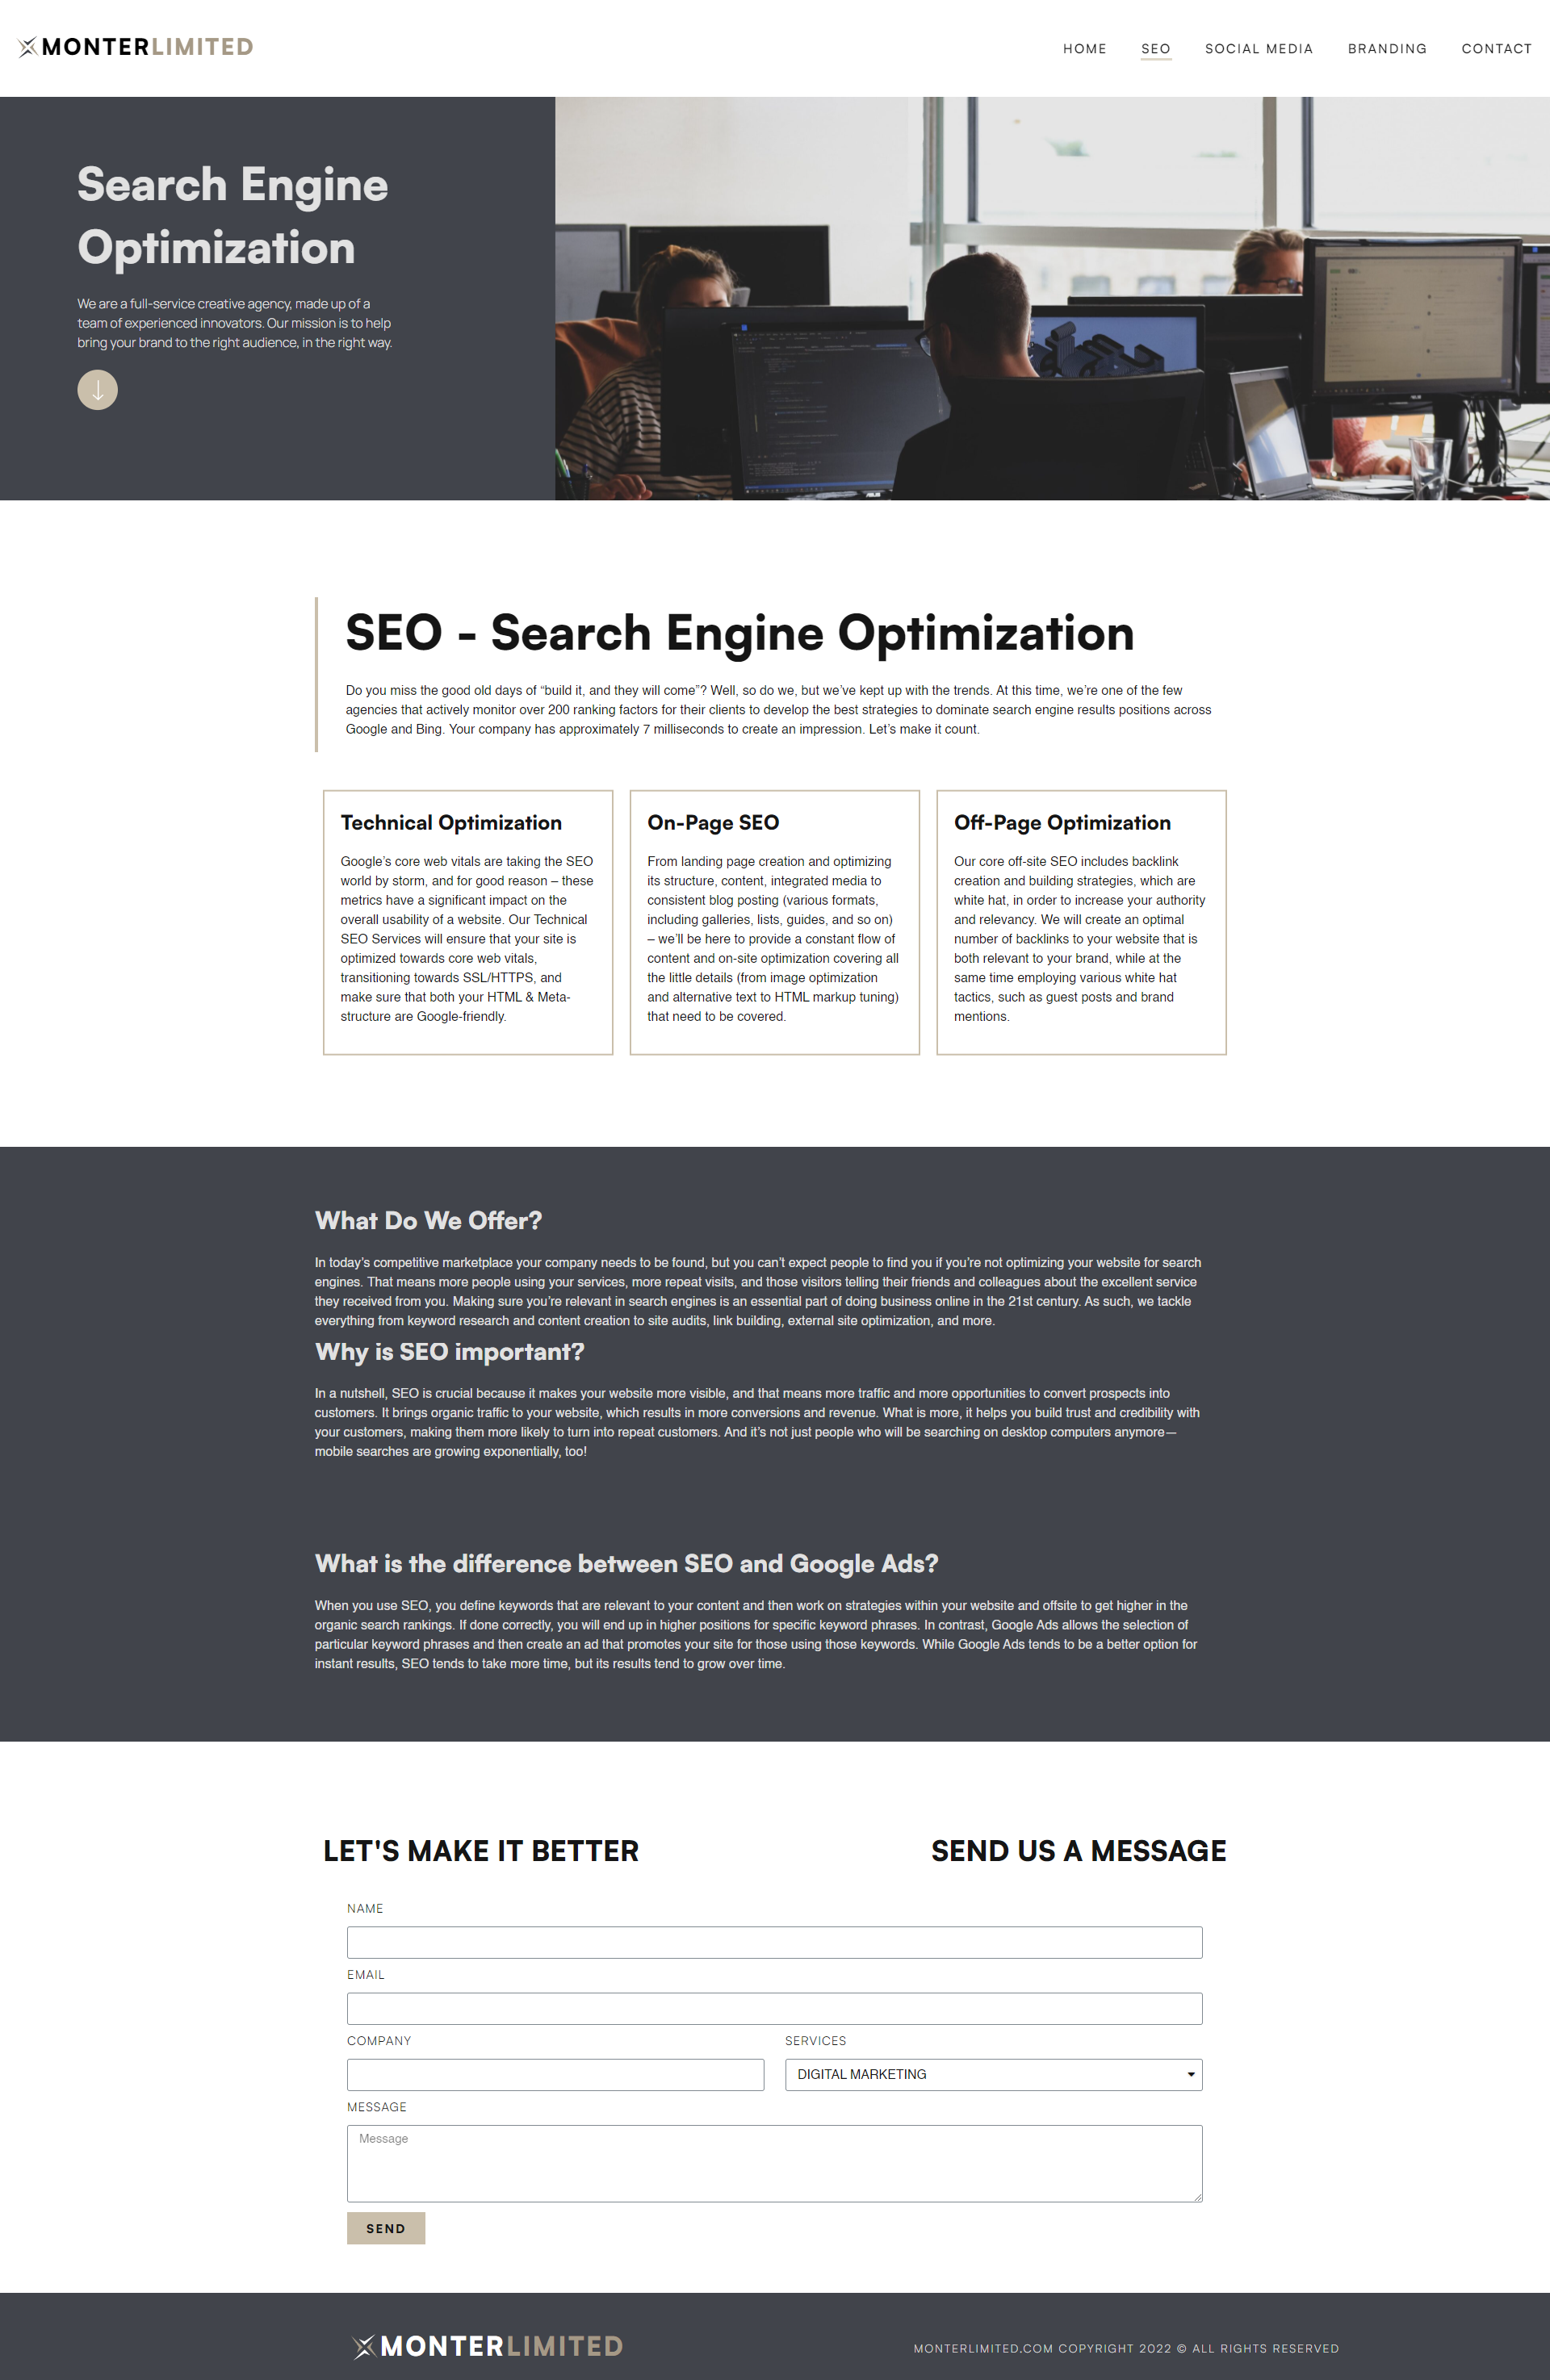 MONTERLIMITED
HOME SEO SOCIAL MEDIA BRANDING CONTACT
Search Engine
Optimization
We are a full-service creative agency, made up of a
team of experienced innovators. Our mission is to help
bring your brand to the right audience, in the right way.
SEO - Search Engine Optimization
Do you miss the good old days of “build it, and they will come”? Well, so do we, but we’ve kept up with the trends. At this time, we’re one of the few
agencies that actively monitor over 200 ranking factors for their clients to develop the best strategies to dominate search engine results positions across
Google and Bing. Your company has approximately 7 milliseconds to create an impression. Let’s make it count.
Technical Optimization
Google’s core web vitals are taking the SEO
world by storm, and for good reason – these
metrics have a significant impact on the
overall usability of a website. Our Technical
SEO Services will ensure that your site is
optimized towards core web vitals,
transitioning towards SSL/HTTPS, and
make sure that both your HTML & Meta-
structure are Google-friendly.
On-Page SEO
From landing page creation and optimizing
its structure, content, integrated media to
consistent blog posting (various formats,
including galleries, lists, guides, and so on)
– we’ll be here to provide a constant flow of
content and on-site optimization covering all
the little details (from image optimization
and alternative text to HTML markup tuning)
that need to be covered.
Off-Page Optimization
Our core off-site SEO includes backlink
creation and building strategies, which are
white hat, in order to increase your authority
and relevancy. We will create an optimal
number of backlinks to your website that is
both relevant to your brand, while at the
same time employing various white hat
tactics, such as guest posts and brand
mentions.
What Do We Offer?
In today’s competitive marketplace your company needs to be found, but you can’t expect people to find you if you’re not optimizing your website for search
engines. That means more people using your services, more repeat visits, and those visitors telling their friends and colleagues about the excellent service
they received from you. Making sure you’re relevant in search engines is an essential part of doing business online in the 21st century. As such, we tackle
everything from keyword research and content creation to site audits, link building, external site optimization, and more.
Why is SEO important?
In a nutshell, SEO is crucial because it makes your website more visible, and that means more traffic and more opportunities to convert prospects into
customers. It brings organic traffic to your website, which results in more conversions and revenue. What is more, it helps you build trust and credibility with
your customers, making them more likely to turn into repeat customers. And it’s not just people who will be searching on desktop computers anymore—
mobile searches are growing exponentially, too!
What is the difference between SEO and Google Ads?
When you use SEO, you define keywords that are relevant to your content and then work on strategies within your website and offsite to get higher in the
organic search rankings. If done correctly, you will end up in higher positions for specific keyword phrases. In contrast, Google Ads allows the selection of
particular keyword phrases and then create an ad that promotes your site for those using those keywords. While Google Ads tends to be a better option for
instant results, SEO tends to take more time, but its results tend to grow over time.
LET'S MAKE IT BETTER
SEND US A MESSAGE
NAME
EMAIL
COMPANY
SERVICES
DIGITAL MARKETING
MESSAGE
Message
SEND
MONTERLIMITED
MONTERLIMITED.COM COPYRIGHT 2022 © ALL RIGHTS RESERVED